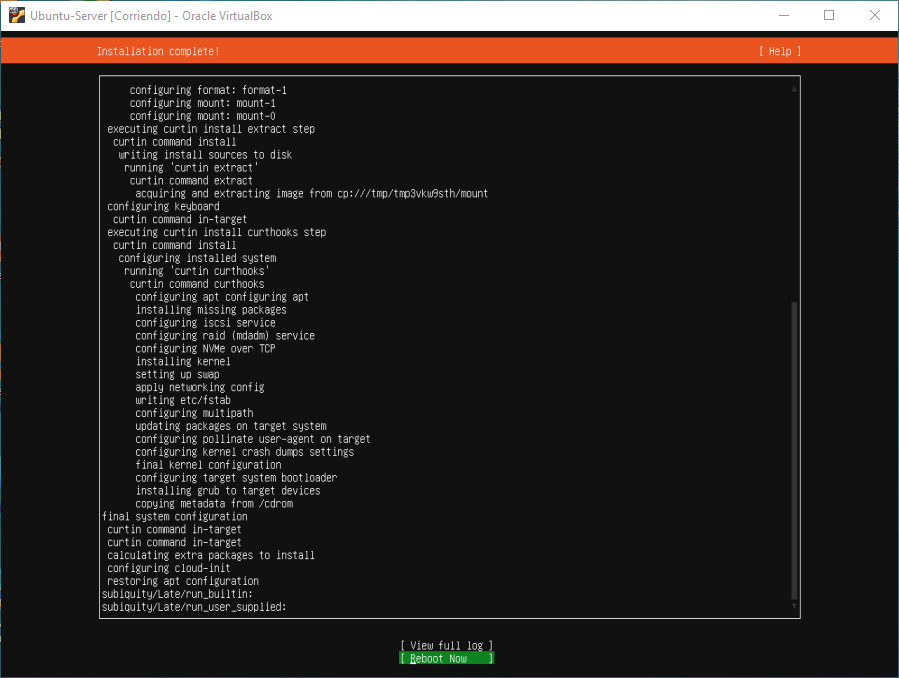 Ubuntu-Server [Corriendo] - Oracle VirtualBox
Installation complete! [ Help ]
configuring format: format-1
configuring mount: mount-1
configuring mount: mount-0
executing curtin install extract step
curtin command install
writing install sources to disk
running 'curtin extract'
curtin command extract
acquiring and extracting image from cp:///tmp/tmp3vkw9sth/mount
configuring keyboard
curtin command in-target
executing curtin install curthooks step
curtin command install
configuring installed system
running 'curtin curthooks'
curtin command curthooks
configuring apt configuring apt
installing missing packages
configuring iscsi service
configuring raid (mdadm) service
configuring NVMe over TCP
installing kernel
setting up swap
apply networking config
writing etc/fstab
configuring multipath
updating packages on target system
configuring pollinate user-agent on target
configuring kernel crash dumps settings
final kernel configuration
configuring target system bootloader
installing grub to target devices
copying metadata from /cdrom
final system configuration
curtin command in-target
curtin command in-target
calculating extra packages to install
configuring cloud-init
restoring apt configuration
subiquity/Late/run_builtin:
subiquity/Late/run_user_supplied:
[ View full log ]
[ Reboot Now ]